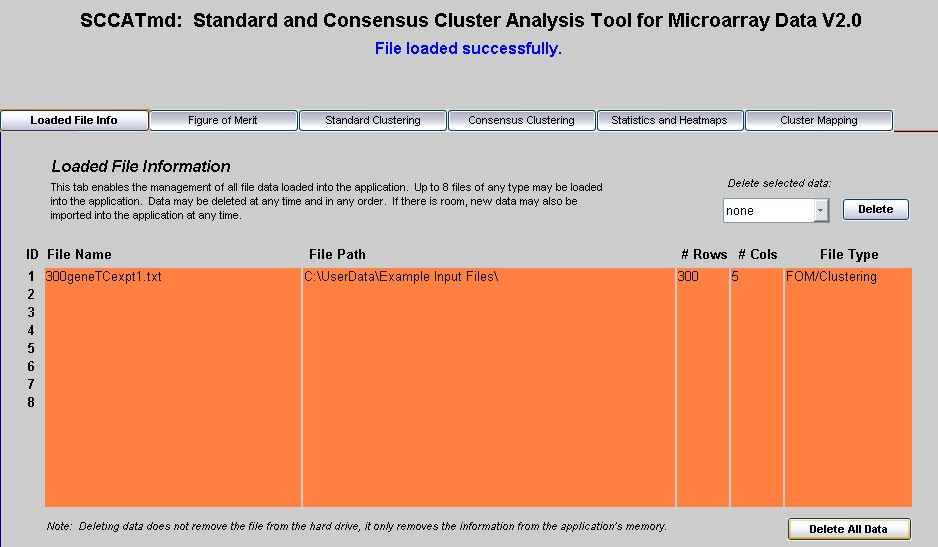 SCCATmd: Standard and Consensus Cluster Analysis Tool for Microarray Data V2.0
File loaded successfully.
Loaded File Info Figure of Merit Standard Clustering Consensus Clustering Statistics and Heatmaps Cluster Mapping
Loaded File Information
This tab enables the management of all file data loaded into the application. Up to 8 files of any type may be loaded
into the application. Data may be deleted at any time and in any order. If there is room, new data may also be
imported into the application at any time.
Delete selected data:
none Delete
ID File Name File Path # Rows # Cols File Type
1 300geneTCexpt1.txt C:\UserData\Example Input Files\ 300 5 FOM/Clustering
2
3
4
5
6
7
8
Note: Deleting data does not remove the file from the hard drive, it only removes the information from the application's memory.
Delete All Data